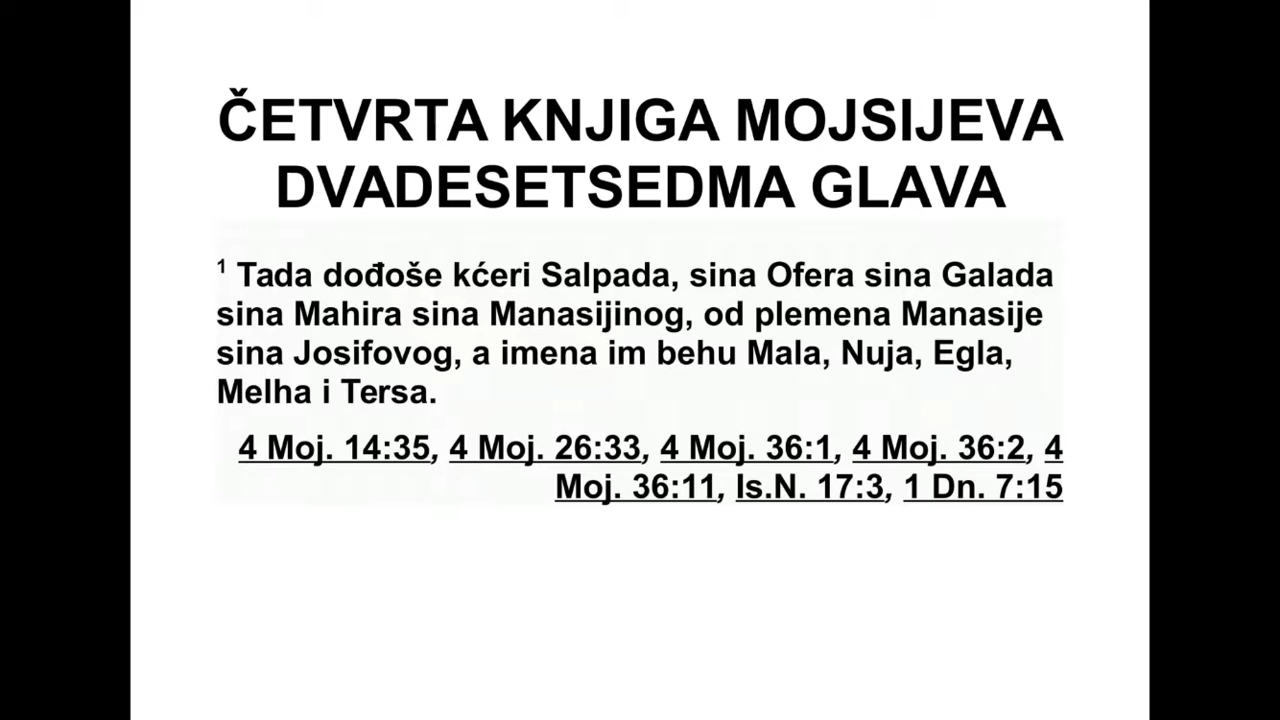 ČETVRTA KNJIGA MOJSIJEVA
DVADESETSEDMA GLAVA
1 Tada dođoše kćeri Salpada, sina Ofera sina Galada
sina Mahira sina Manasijinog, od plemena Manasije
sina Josifovog, a imena im behu Mala, Nuja, Egla,
Melha i Tersa.
4 Moj. 14:35, 4 Moj. 26:33, 4 Moj. 36:1, 4 Moj. 36:2, 4
Moj. 36:11, Is.N. 17:3, 1 Dn. 7:15